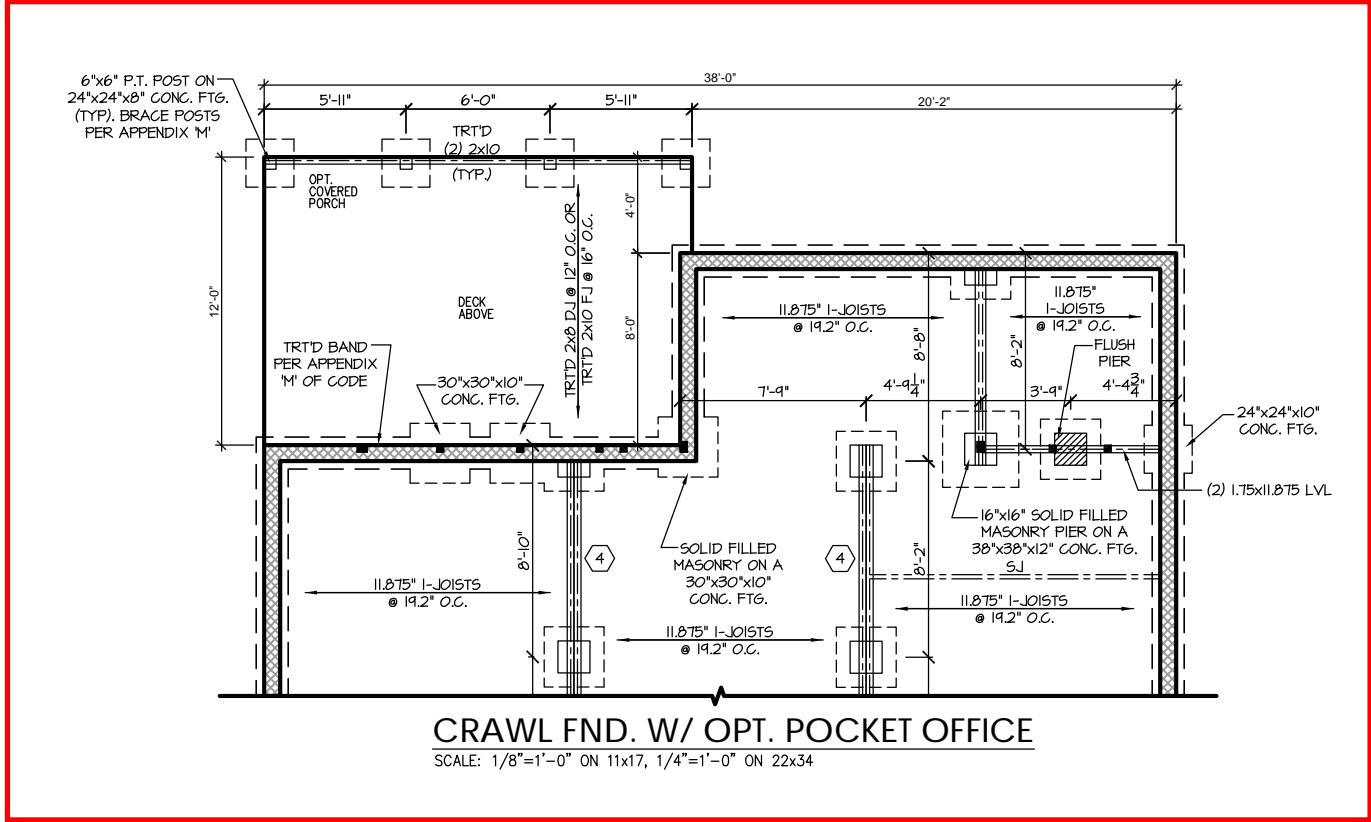 38'-0"
6"x6" P.T. POST ON
24"x24"x8" CONC. FTG.
(TYP). BRACE POSTS
PER APPENDIX 'M'
5'-11"
6'-0"
5'-11"
20'-2"
TRT'D
(2) 2x10
(TYP.)
OPT.
COVERED
PORCH
4'-0"
TRT'D 2x8 DJ @ 12" O.C. OR
TRT'D 2x10 FJ @ 16" O.C.
12'-0"
DECK
ABOVE
8'-0"
11.875" I-JOISTS
@ 19.2" O.C.
11.875"
I-JOISTS
@ 19.2" O.C.
8'-8"
8'-2"
FLUSH
PIER
TRT'D BAND
PER APPENDIX
'M' OF CODE
30"x30"x10"
CONC. FTG.
7'-9"
4'-9 1/4"
3'-9"
4'-4 3/4"
24"x24"x10"
CONC. FTG.
(2) 1.75x11.875 LVL
16"x16" SOLID FILLED
MASONRY PIER ON A
38"x38"x12" CONC. FTG.
SJ
8'-10"
4
SOLID FILLED
MASONRY ON A
30"x30"x10"
CONC. FTG.
4
8'-2"
11.875" I-JOISTS
@ 19.2" O.C.
11.875" I-JOISTS
@ 19.2" O.C.
11.875" I-JOISTS
@ 19.2" O.C.
CRAWL FND. W/ OPT. POCKET OFFICE
SCALE: 1/8"=1'-0" ON 11x17, 1/4"=1'-0" ON 22x34